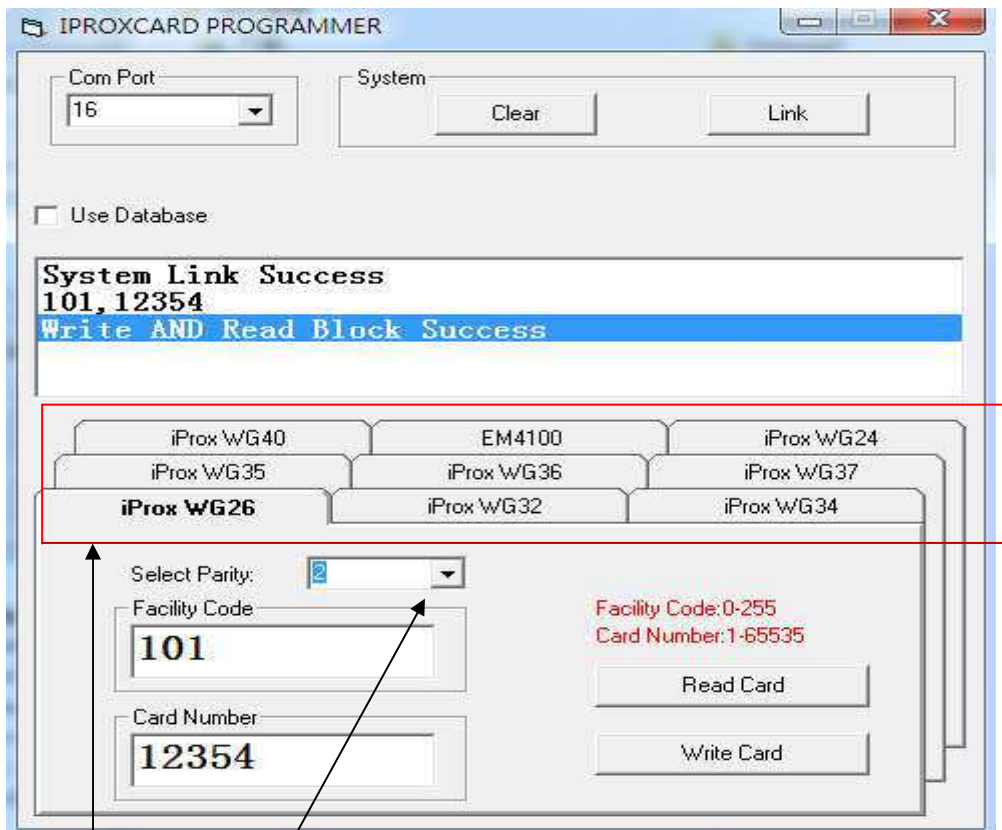 IPROXCARD PROGRAMMER
Com Port
System
16
Clear
Link
Use Database
System Link Success
101,12354
Write AND Read Block Success
iProx WG40
EM4100
iProx WG24
iProx WG35
iProx WG36
iProx WG37
iProx WG26
iProx WG32
iProx WG34
Select Parity:
2
Facility Code
101
Facility Code:0-255
Card Number:1-65535
Read Card
Card Number
12354
Write Card